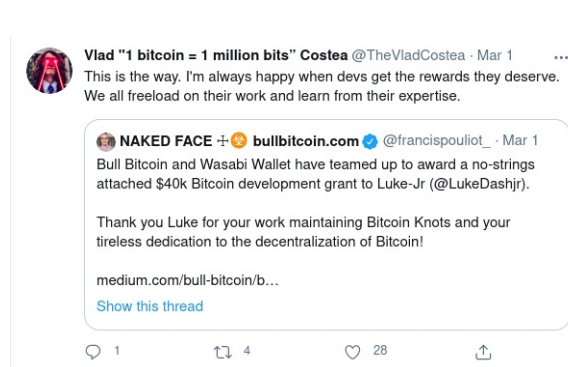 Vlad "1 bitcoin = 1 million bits” Costea @TheVladCostea · Mar 1 ...
This is the way. I'm always happy when devs get the rewards they deserve.
We all freeload on their work and learn from their expertise.
NAKED FACE ☩☣ bullbitcoin.com @francispouliot_ · Mar 1
Bull Bitcoin and Wasabi Wallet have teamed up to award a no-strings
attached $40k Bitcoin development grant to Luke-Jr (@LukeDashjr).
Thank you Luke for your work maintaining Bitcoin Knots and your
tireless dedication to the decentralization of Bitcoin!
medium.com/bull-bitcoin/b…
Show this thread
1 4 28